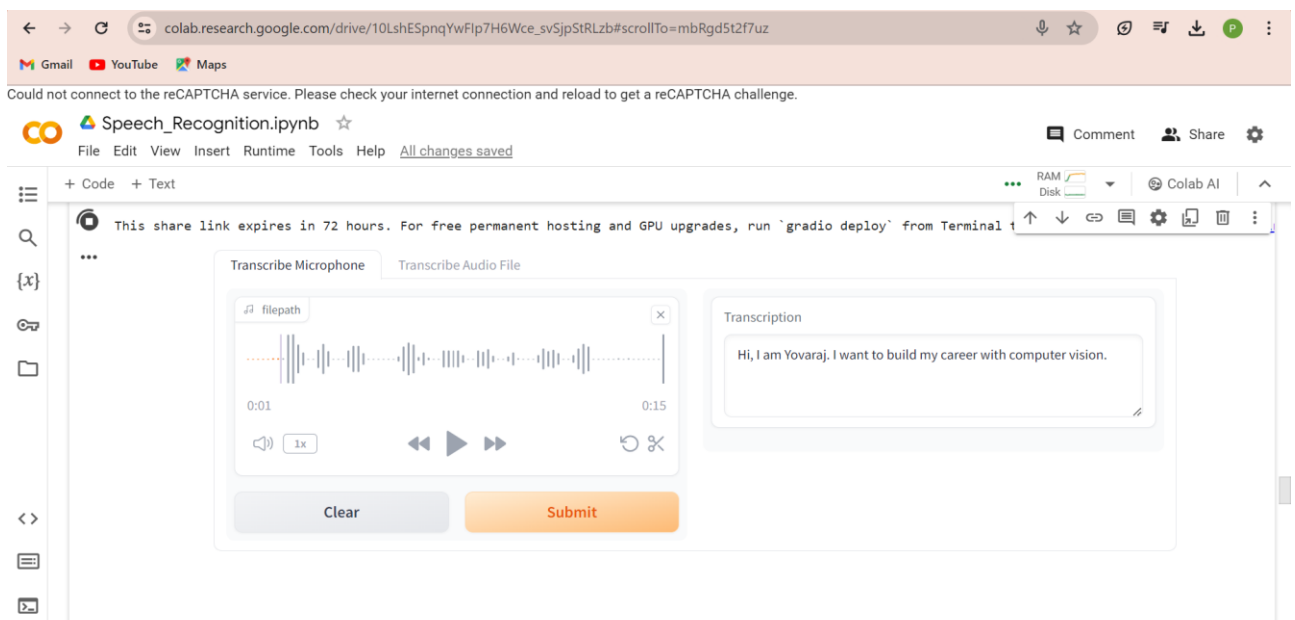 colab.research.google.com/drive/10LshESpnqYwFIp7H6Wce_svSjpStRLzb#scrollTo=mbRgd5t2f7uz
P
Gmail YouTube Maps
Could not connect to the reCAPTCHA service. Please check your internet connection and reload to get a reCAPTCHA challenge.
CO Speech_Recognition.ipynb
Comment Share
File Edit View Insert Runtime Tools Help All changes saved
+ Code + Text
RAM
Disk
Colab AI
This share link expires in 72 hours. For free permanent hosting and GPU upgrades, run `gradio deploy` from Terminal
{x}
Transcribe Microphone Transcribe Audio File
filepath
Transcription
Hi, I am Yovaraj. I want to build my career with computer vision.
0:01 0:15
1x
Clear Submit